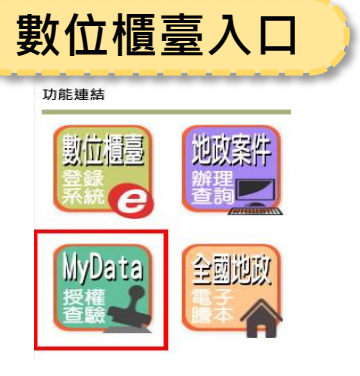 數位櫃臺入口
功能連結
數位櫃臺
登錄
系統
e
地政案件
辦理
查詢
MyData
授權
查驗
全國地政
電子
謄本